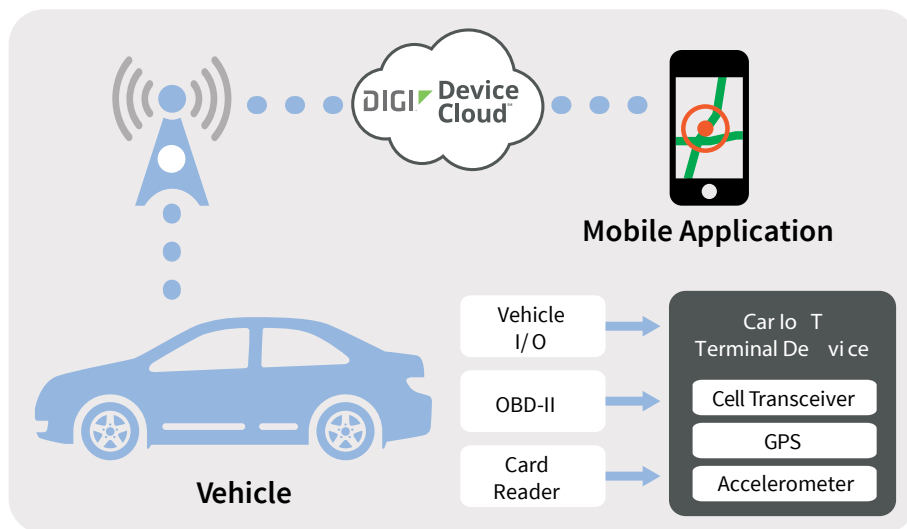 DIGI Device
Cloud™
Mobile Application
Vehicle
Vehicle
I/O
OBD-II
Card
Reader
Car Io T
Terminal De vi ce
Cell Transceiver
GPS
Accelerometer